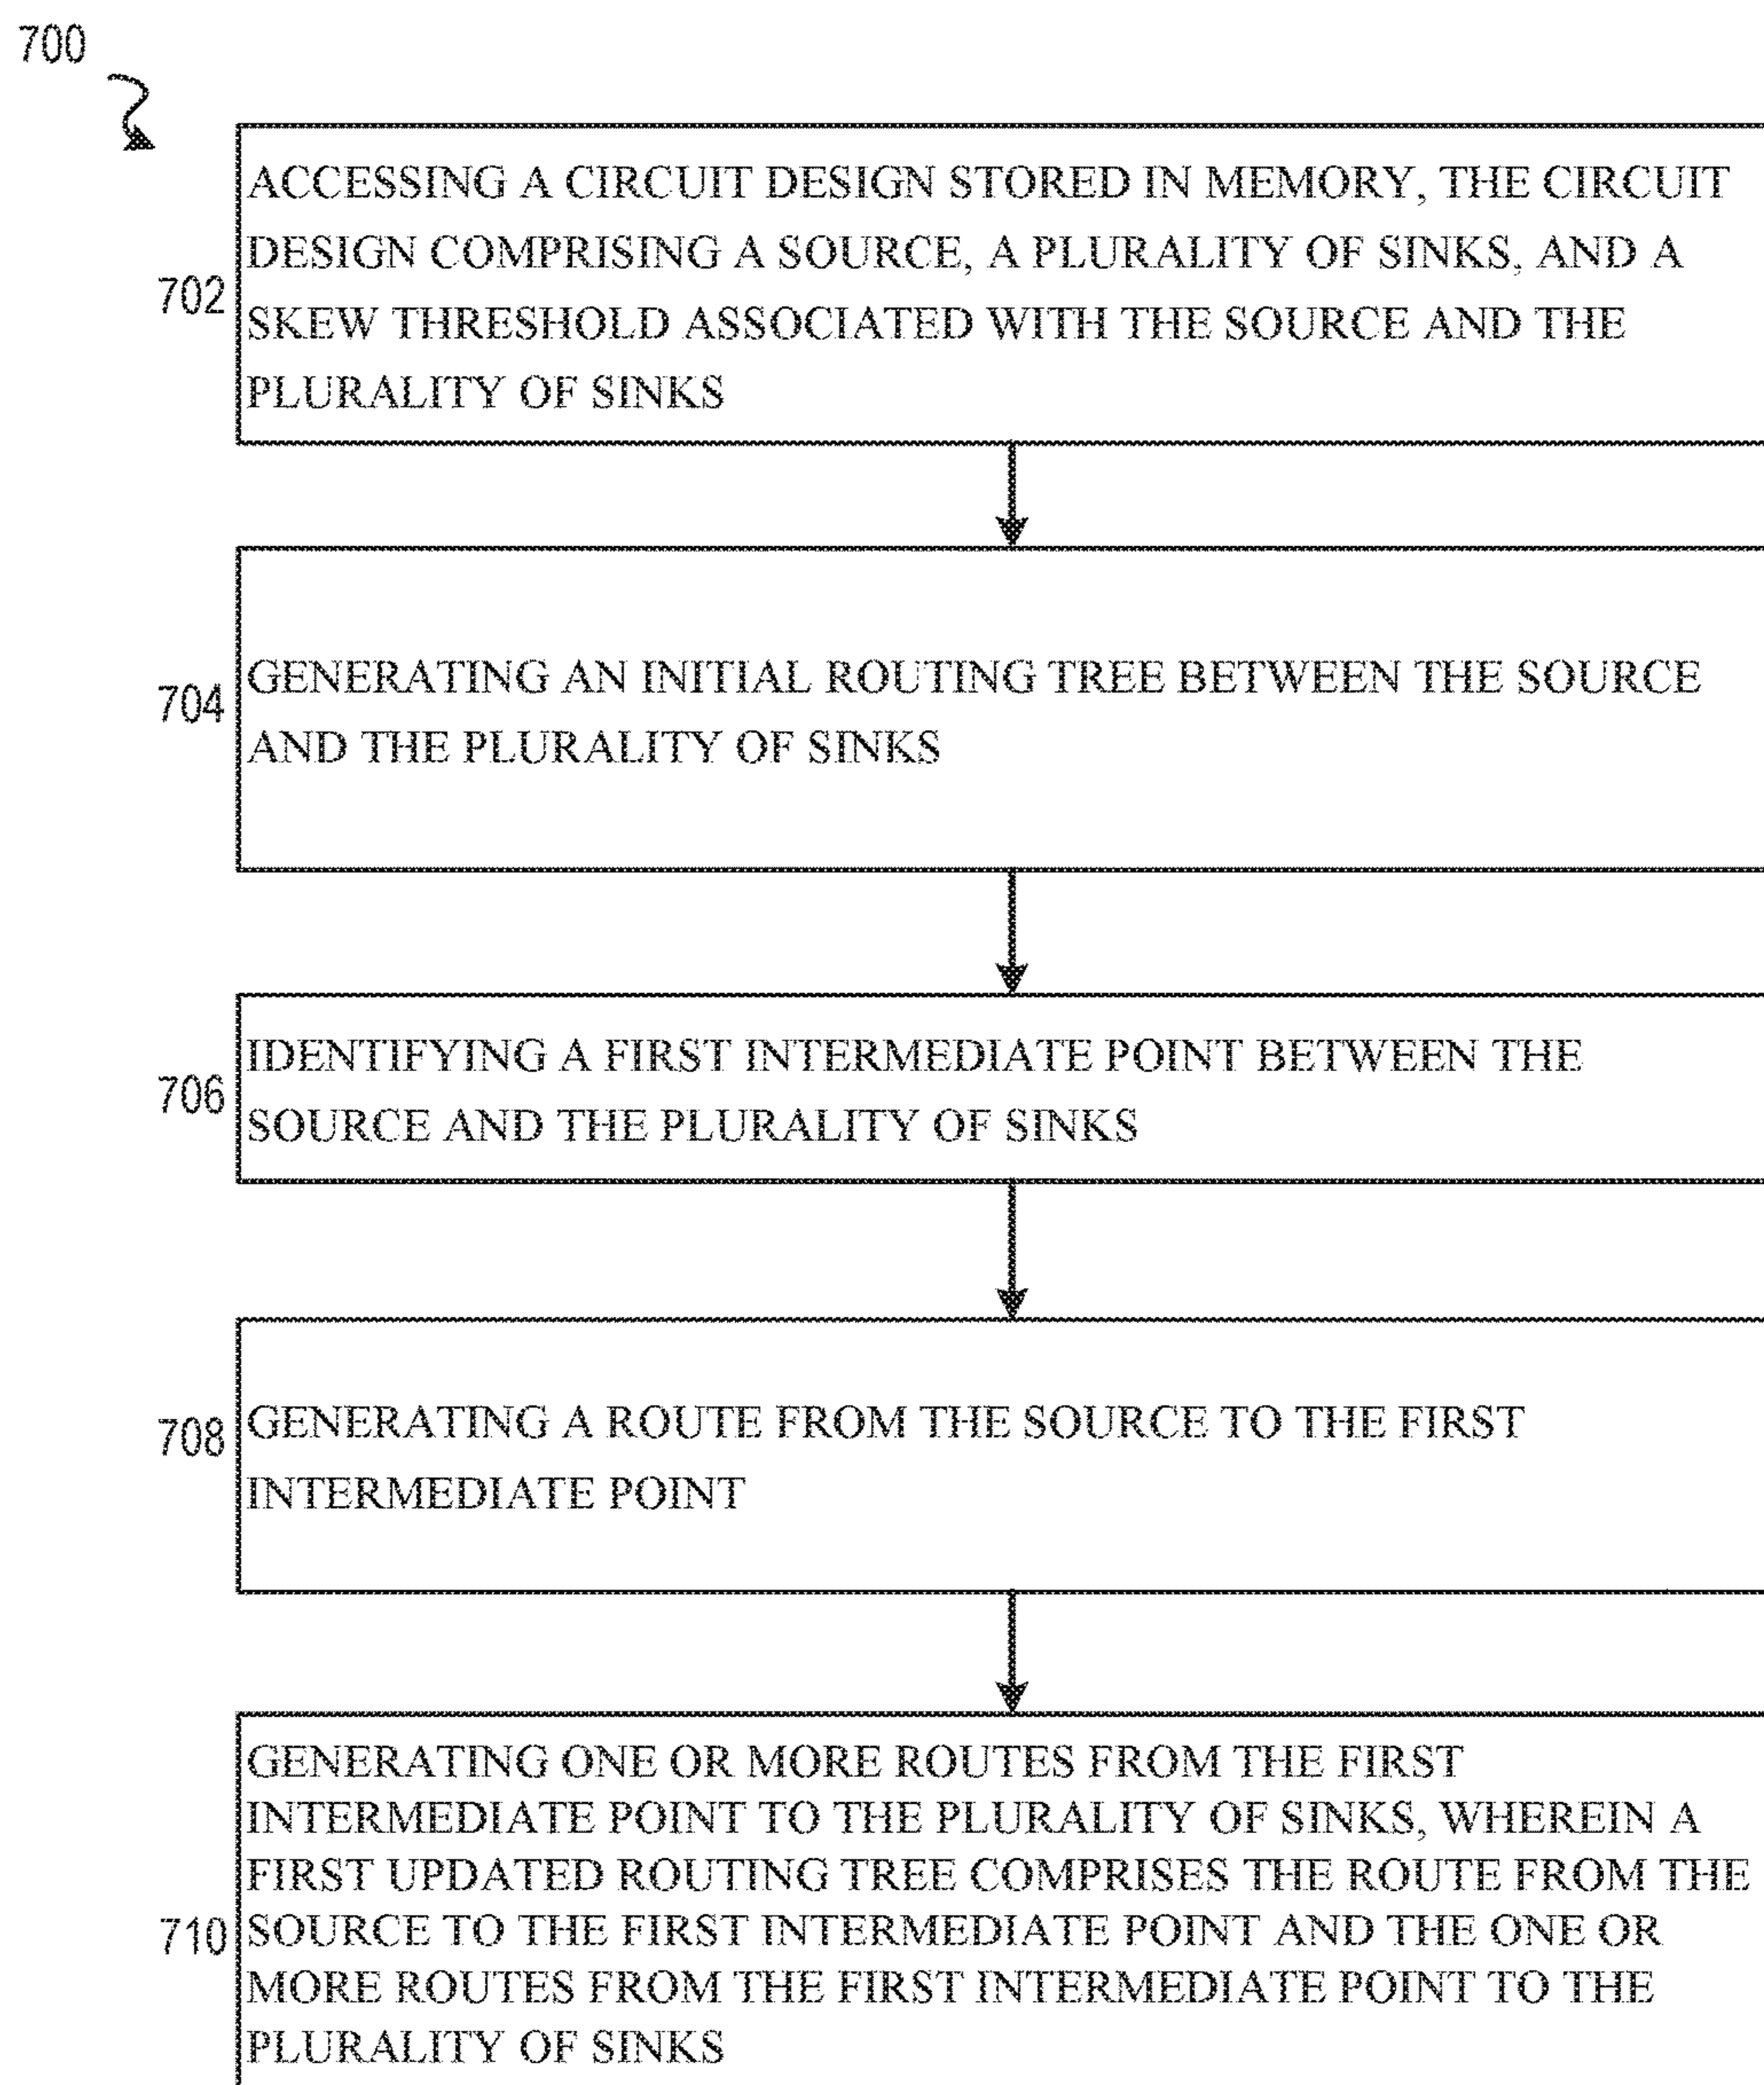 700
ACCESSING A CIRCUIT DESIGN STORED IN MEMORY, THE CIRCUIT
DESIGN COMPRISING A SOURCE, A PLURALITY OF SINKS, AND A
702
SKEW THRESHOLD ASSOCIATED WITH THE SOURCE AND THE
PLURALITY OF SINKS
704
GENERATING AN INITIAL ROUTING TREE BETWEEN THE SOURCE
AND THE PLURALITY OF SINKS
706
IDENTIFYING A FIRST INTERMEDIATE POINT BETWEEN THE
SOURCE AND THE PLURALITY OF SINKS
708
GENERATING A ROUTE FROM THE SOURCE TO THE FIRST
INTERMEDIATE POINT
GENERATING ONE OR MORE ROUTES FROM THE FIRST
INTERMEDIATE POINT TO THE PLURALITY OF SINKS, WHEREIN A
FIRST UPDATED ROUTING TREE COMPRISES THE ROUTE FROM THE
710
SOURCE TO THE FIRST INTERMEDIATE POINT AND THE ONE OR
MORE ROUTES FROM THE FIRST INTERMEDIATE POINT TO THE
PLURALITY OF SINKS